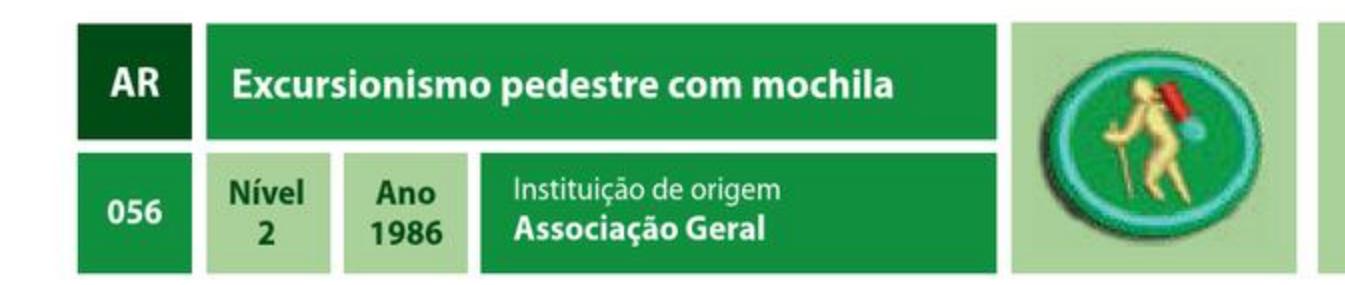 AR
Excursionismo pedestre com mochila
056
Nível
2
Ano
1986
Instituição de origem
Associação Geral